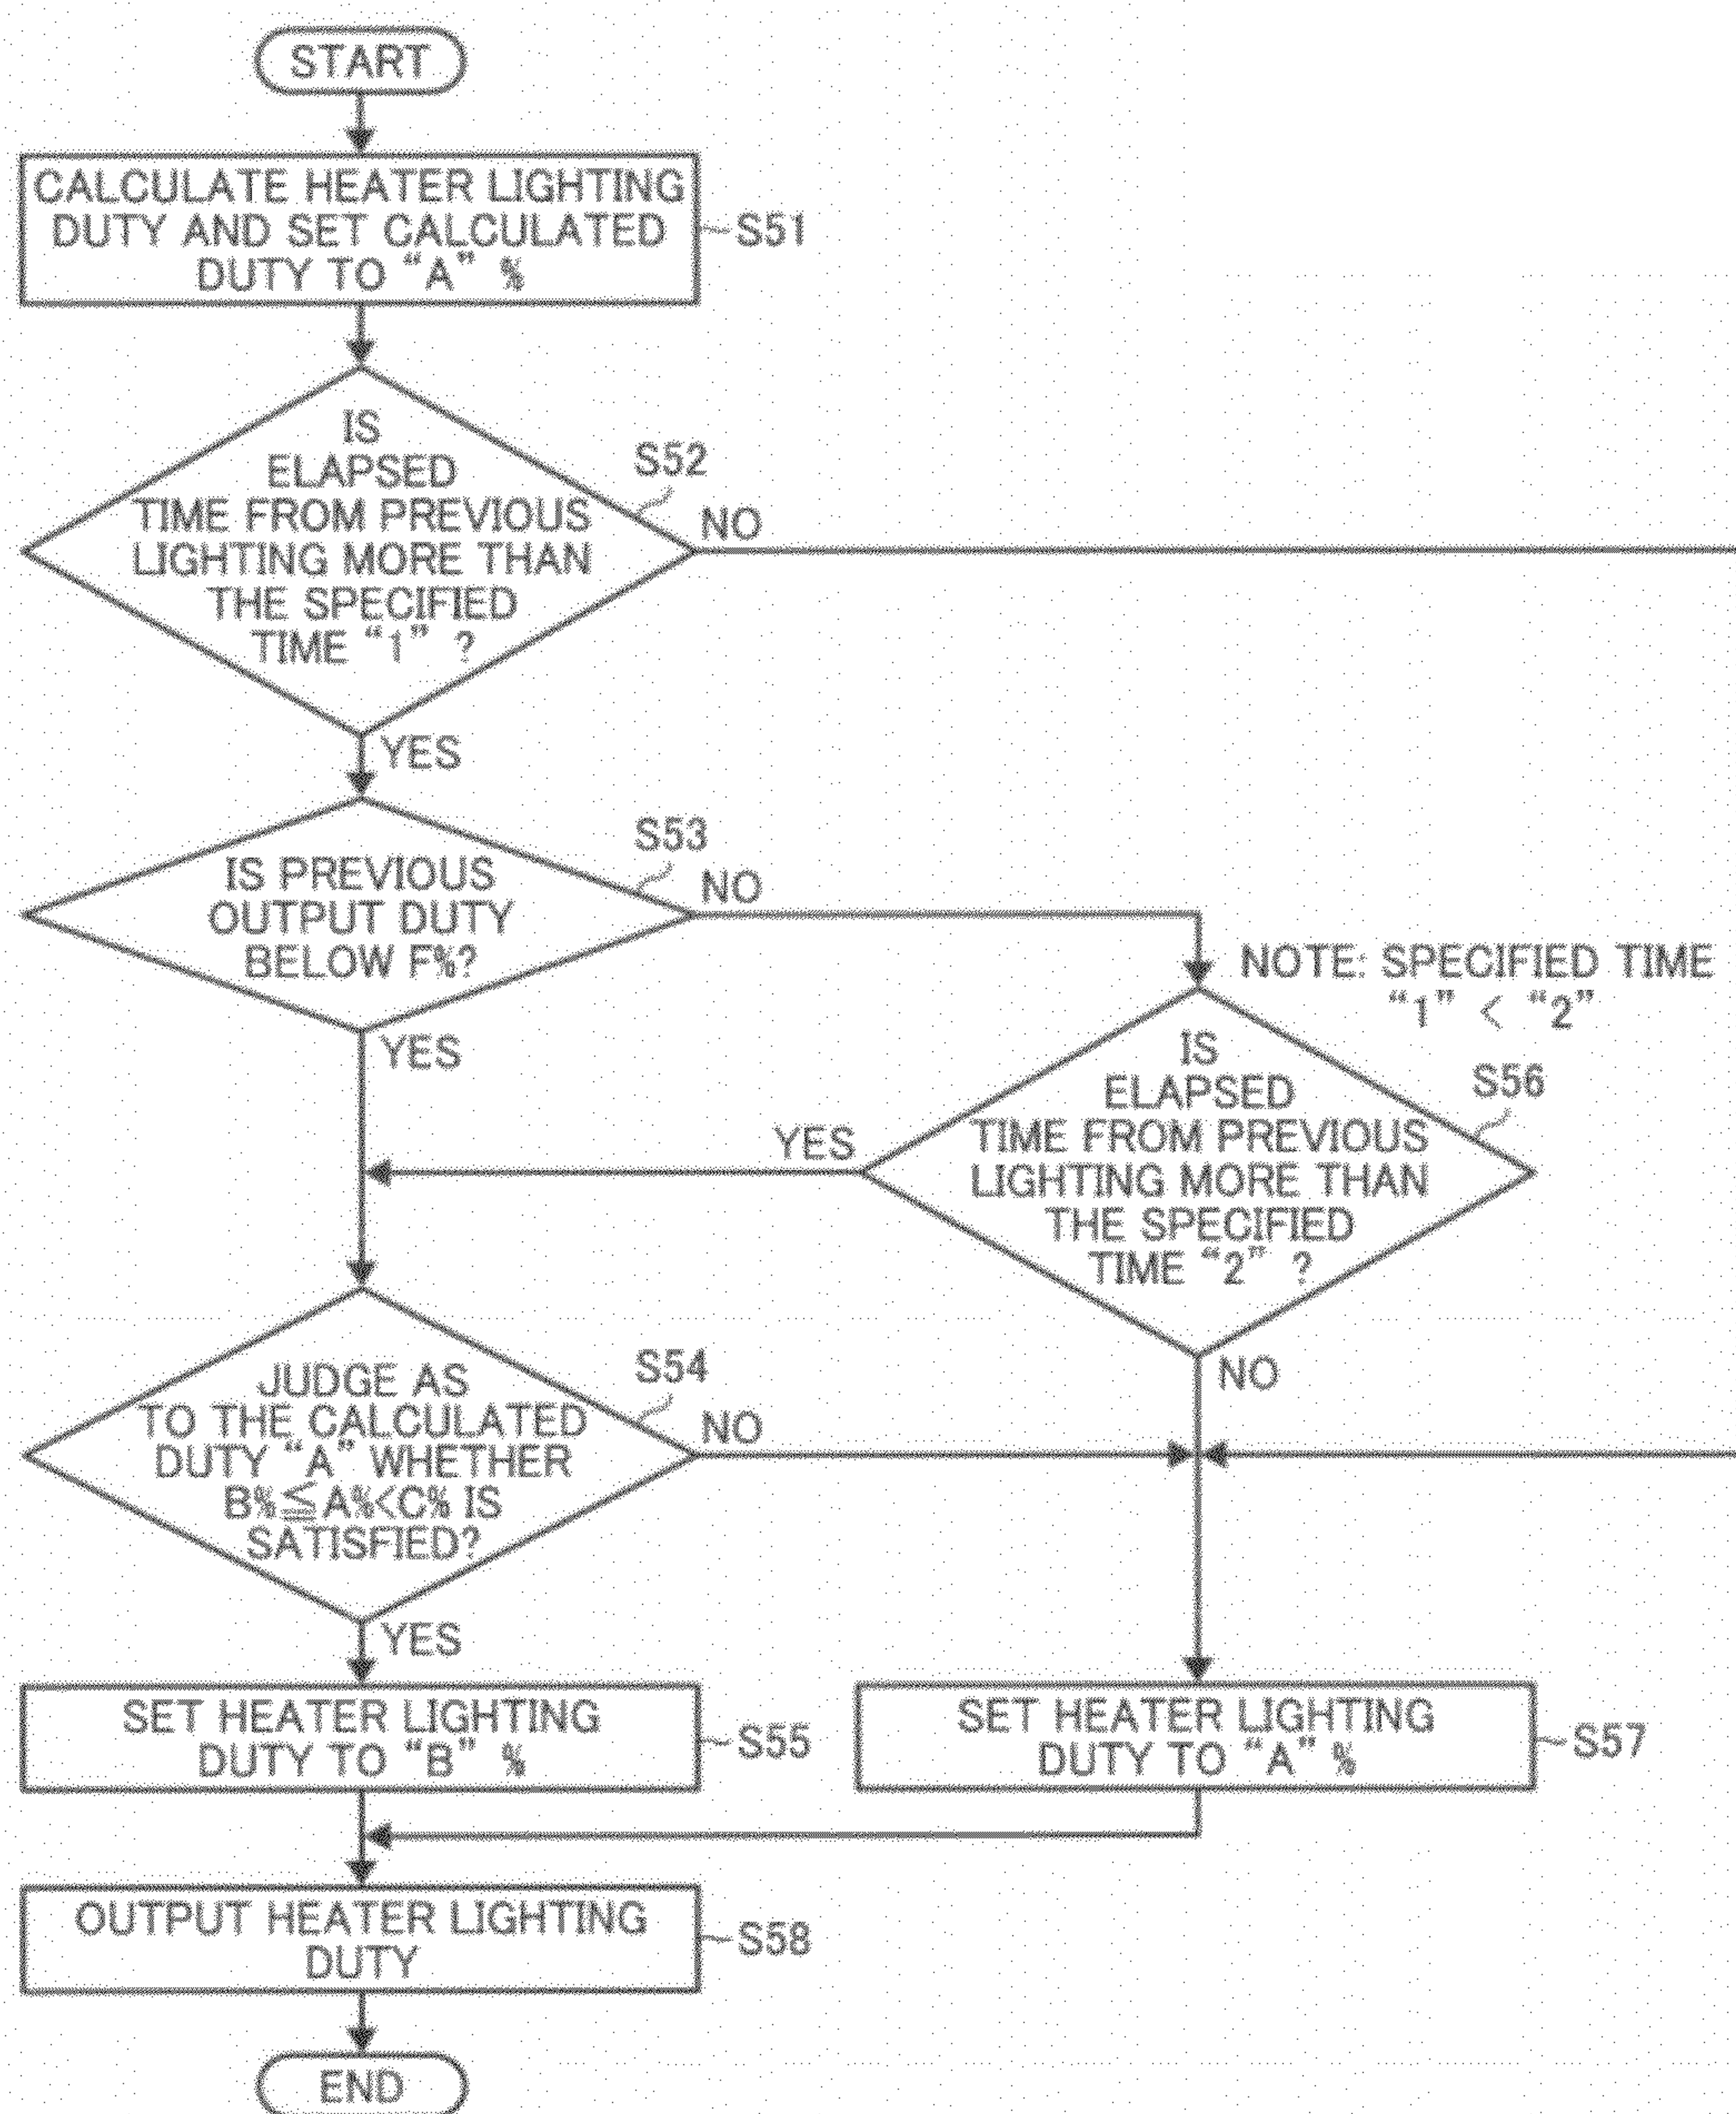 START
CALCULATE HEATER LIGHTING
DUTY AND SET CALCULATED
DUTY TO “A” %
S51
IS
ELAPSED
TIME FROM PREVIOUS
LIGHTING MORE THAN
THE SPECIFIED
TIME “1” ?
S52
NO
YES
IS PREVIOUS
OUTPUT DUTY
BELOW F%?
S53
NO
YES
NOTE: SPECIFIED TIME
“1” < “2”
IS
ELAPSED
TIME FROM PREVIOUS
LIGHTING MORE THAN
THE SPECIFIED
TIME “2” ?
S56
YES
NO
JUDGE AS
TO THE CALCULATED
DUTY “A” WHETHER
B%≦A%<C% IS
SATISFIED?
S54
NO
YES
SET HEATER LIGHTING
DUTY TO “B” %
S55
SET HEATER LIGHTING
DUTY TO “A” %
S57
OUTPUT HEATER LIGHTING
DUTY
S58
END